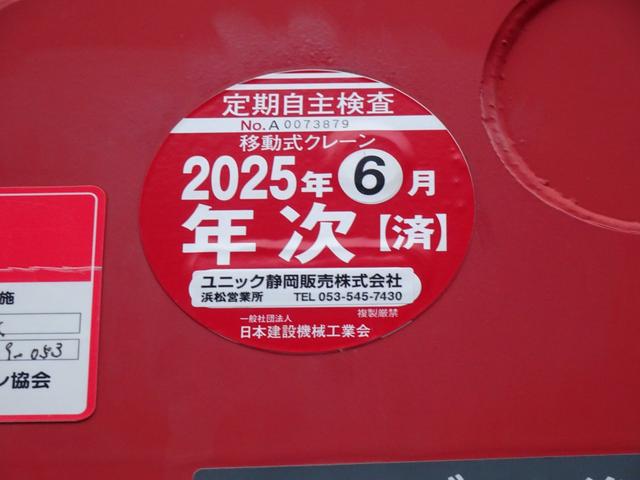 定期自主検査
No.A 0073879
移動式クレーン
2025年6月
年次【済】
ユニック静岡販売株式会社
浜松営業所 TEL 053-545-7430
複製厳禁
一般社団法人
日本建設機械工業会
施
9-053
ン協会